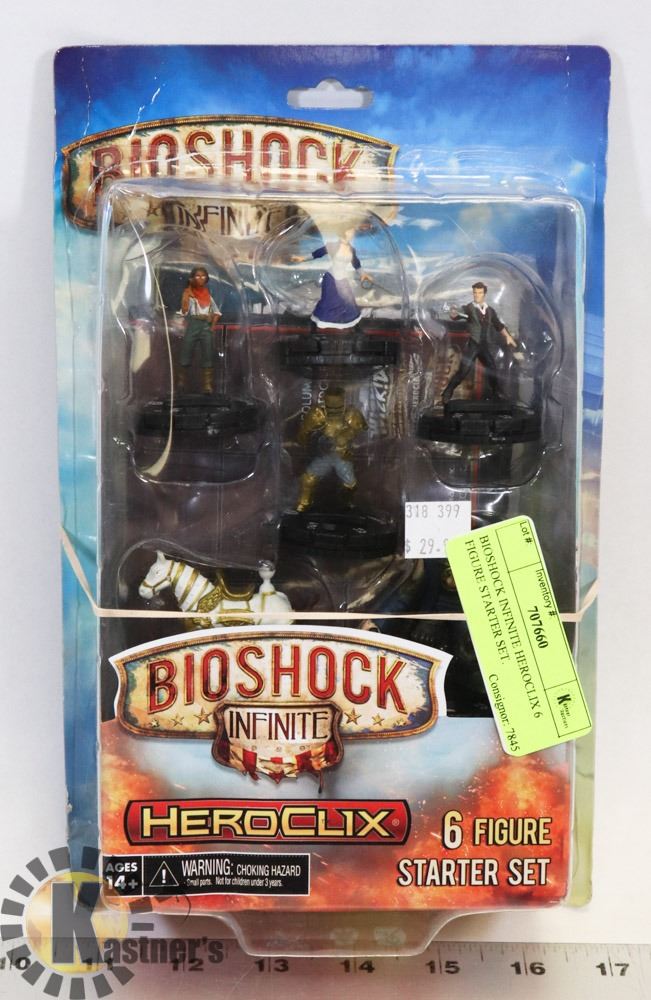 BIOSHOCK
INFINIT
318 399
$ 29.9
Lot #:
Inventory #
707660
BIOSHOCK INFINITE HEROCLIX 6
FIGURE STARTER SET.
Consignor: 7845
BIOSHOCK
INFINITE
HEROCLIX®
6 FIGURE
STARTER SET
AGES
14+
WARNING: CHOKING HAZARD
Small parts. Not for children under 3 years.
Kastner's
10 11 12 13 14 15 16 17